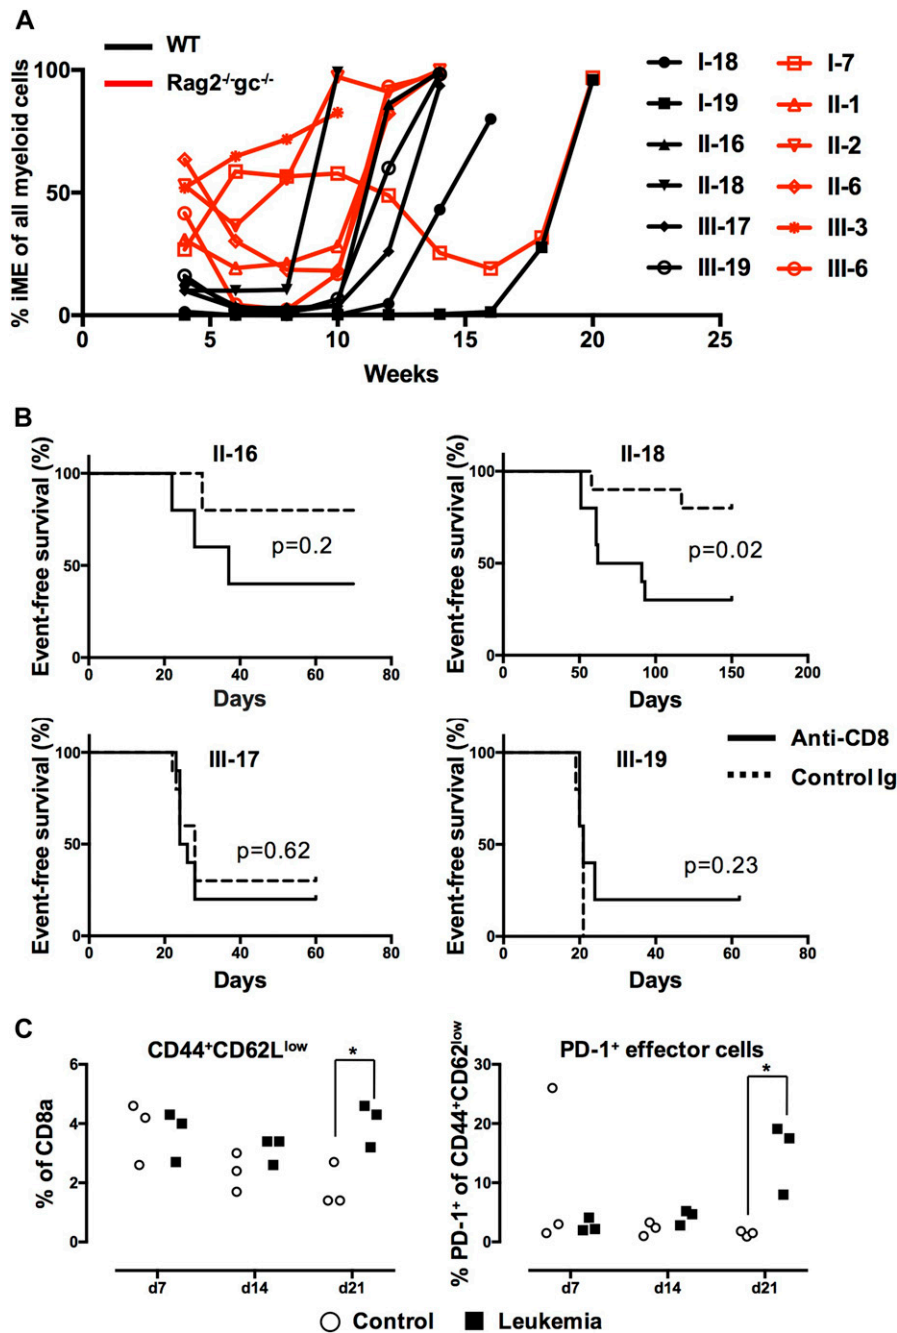 A
WT
Rag2-/-gc-/-
% iME of all myeloid cells
100
50
0
0 5 10 15 20 25
Weeks
I-18
I-19
II-16
II-18
III-17
III-19
I-7
II-1
II-2
II-6
III-3
III-6
B
II-16
Event-free survival (%)
100
50
0
p=0.2
0 20 40 60 80
Days
II-18
Event-free survival (%)
100
50
0
p=0.02
0 50 100 150 200
Days
III-17
Event-free survival (%)
100
50
0
p=0.62
0 20 40 60 80
Days
III-19
Event-free survival (%)
100
50
0
p=0.23
0 20 40 60 80
Days
Anti-CD8
Control Ig
C
CD44+CD62Llow
% of CD8a
6
4
2
0
*
d7 d14 d21
PD-1+ effector cells
% PD-1+ of CD44+CD62low
30
20
10
0
*
d7 d14 d21
Control Leukemia